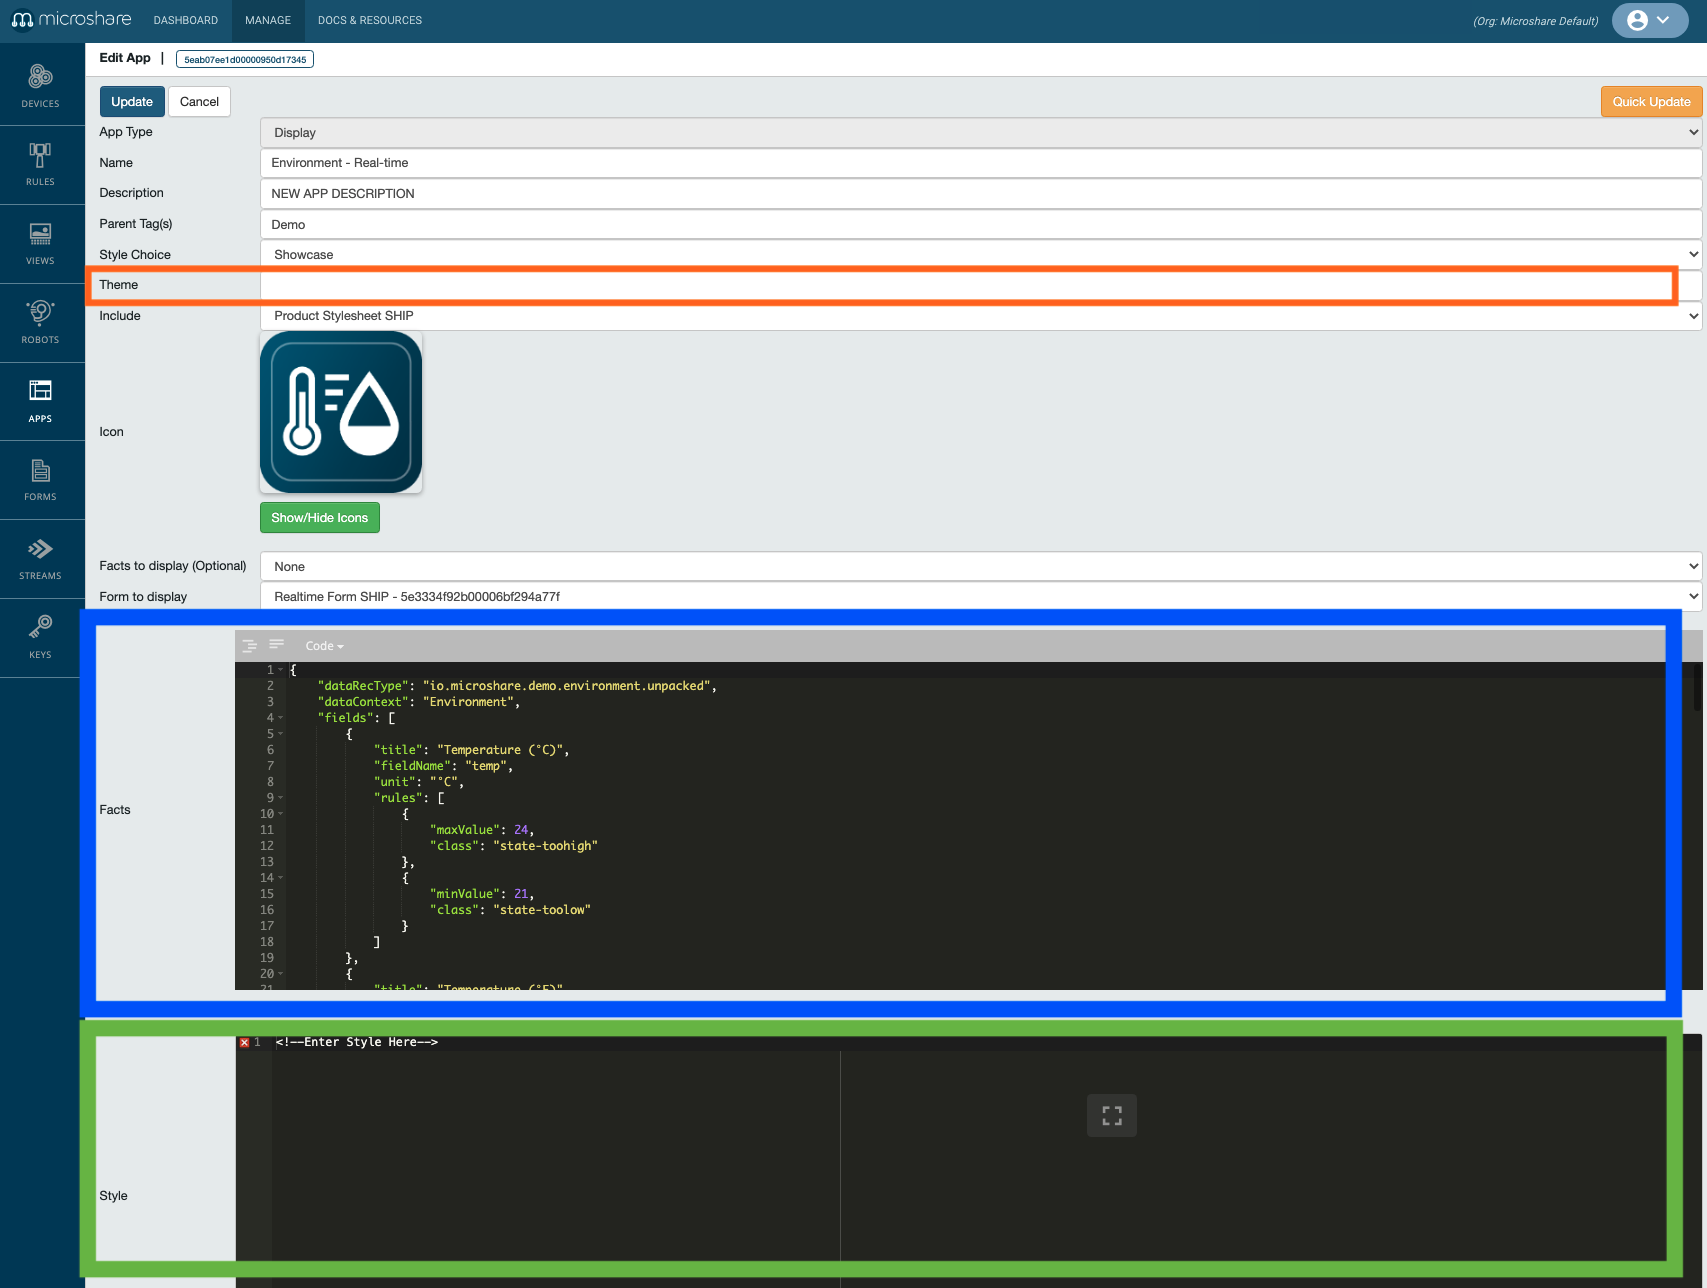 microshare DASHBOARD MANAGE DOCS & RESOURCES (Org: Microshare Default)
Edit App | 5eab07ee1d00000950d17345
DEVICES
RULES
VIEWS
ROBOTS
APPS
FORMS
STREAMS
KEYS
Update Cancel Quick Update
App Type Display
Name Environment - Real-time
Description NEW APP DESCRIPTION
Parent Tag(s) Demo
Style Choice Showcase
Theme
Include Product Stylesheet SHIP
Icon
Show/Hide Icons
Facts to display (Optional) None
Form to display Realtime Form SHIP - 5e3334f92b00006bf294a77f
Code
Facts
1 {
2 "dataRecType": "io.microshare.demo.environment.unpacked",
3 "dataContext": "Environment",
4 "fields": [
5 {
6 "title": "Temperature (°C)",
7 "fieldName": "temp",
8 "unit": "°C",
9 "rules": [
10 {
11 "maxValue": 24,
12 "class": "state-toohigh"
13 },
14 {
15 "minValue": 21,
16 "class": "state-toolow"
17 }
18 ]
19 },
20 {
21 "title": "Temperature (°F)"
Style
1 <!--Enter Style Here-->